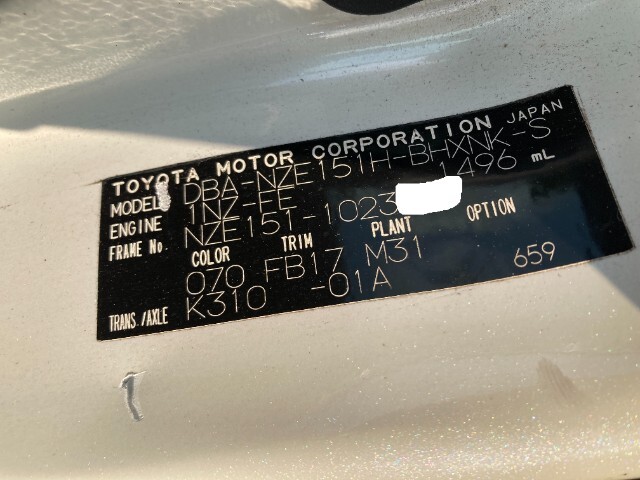 TOYOTA MOTOR CORPORATION JAPAN
MODEL DBA-NZE151H-BHXNK-S
ENGINE 1NZ-FE 1496 mL
FRAME No. NZE151-1023
COLOR TRIM PLANT OPTION
070 FB17 M31
TRANS./AXLE K310 -01A 659
1